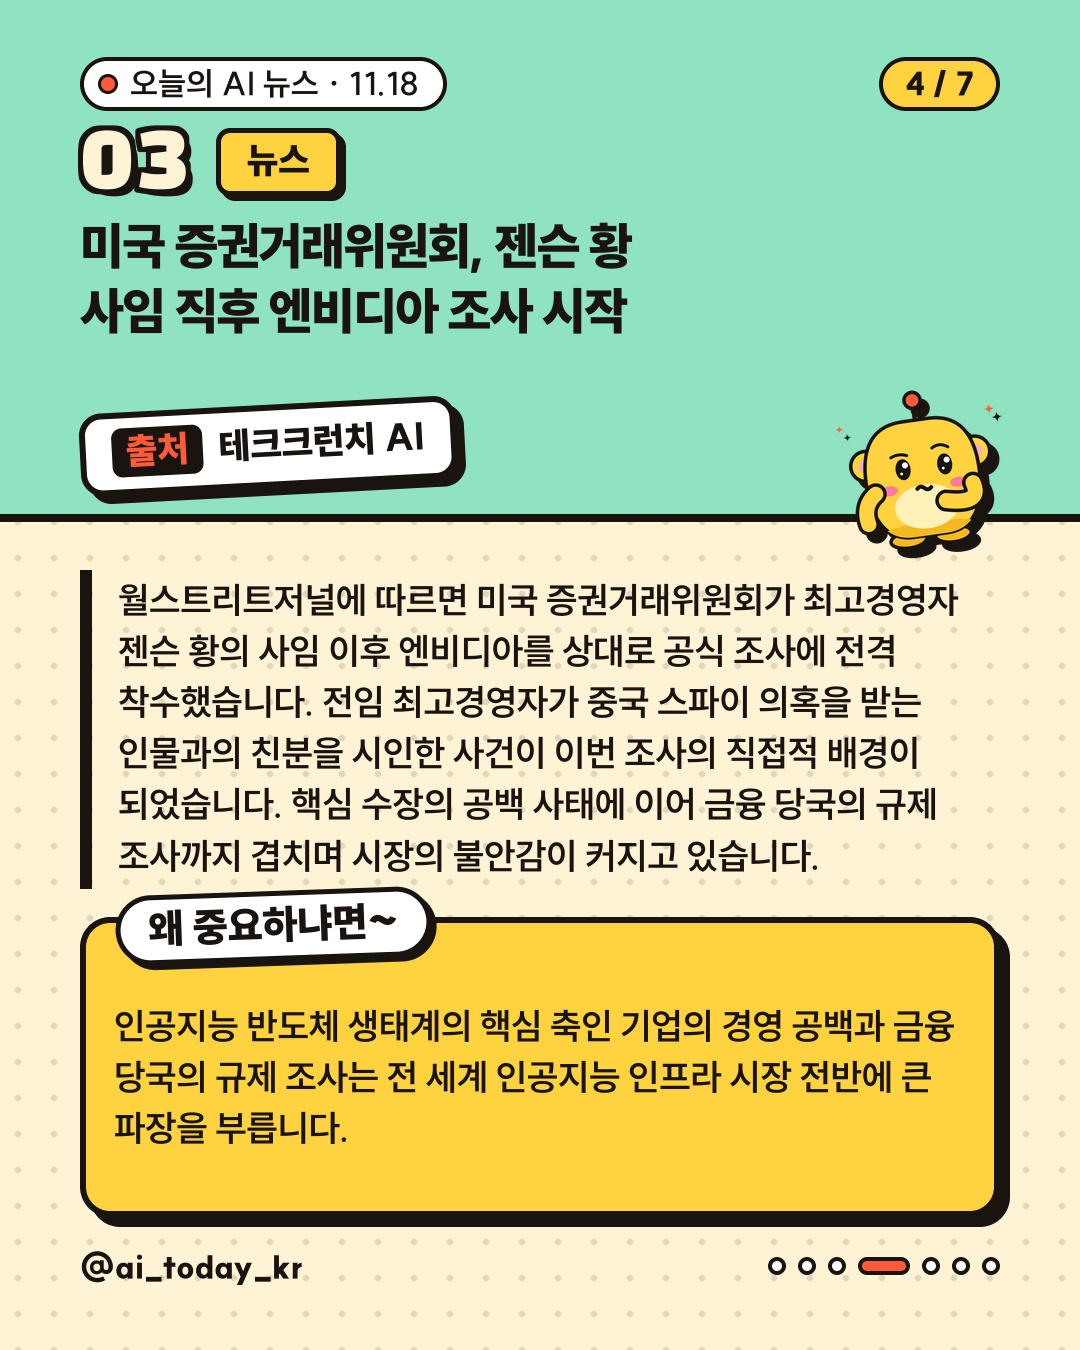 오늘의 AI 뉴스 · 11.18
4 / 7
03
뉴스
미국 증권거래위원회, 젠슨 황
사임 직후 엔비디아 조사 시작
출처 테크크런치 AI
월스트리트저널에 따르면 미국 증권거래위원회가 최고경영자
젠슨 황의 사임 이후 엔비디아를 상대로 공식 조사에 전격
착수했습니다. 전임 최고경영자가 중국 스파이 의혹을 받는
인물과의 친분을 시인한 사건이 이번 조사의 직접적 배경이
되었습니다. 핵심 수장의 공백 사태에 이어 금융 당국의 규제
조사까지 겹치며 시장의 불안감이 커지고 있습니다.
왜 중요하냐면~
인공지능 반도체 생태계의 핵심 축인 기업의 경영 공백과 금융
당국의 규제 조사는 전 세계 인공지능 인프라 시장 전반에 큰
파장을 부릅니다.
@ai_today_kr